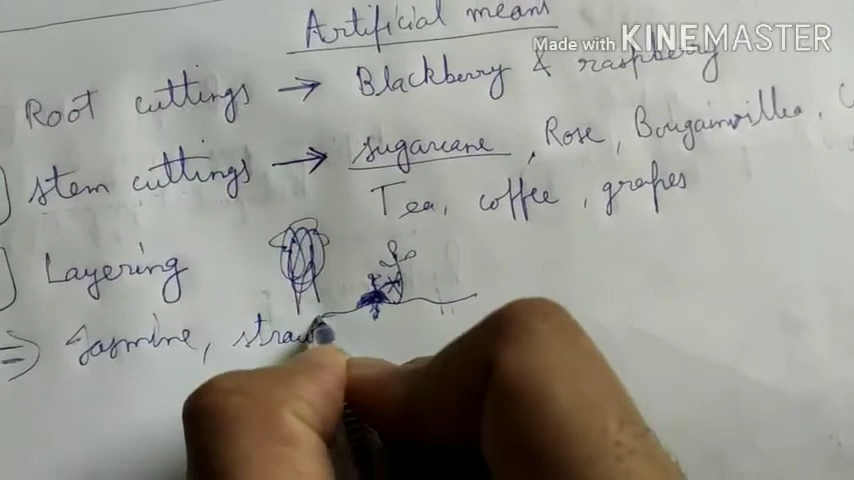 Artificial means
Made with KINEMASTER
Root cuttings → Blackberry & raspberry
stem cuttings → sugarcane, Rose, Bougainvillea,
Tea, coffee, grapes
Layering
⇒ Jasmine, straw